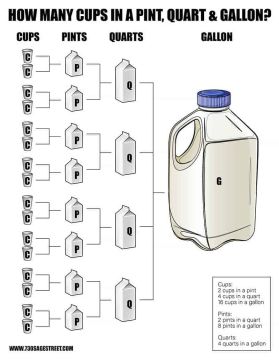 HOW MANY CUPS IN A PINT, QUART & GALLON?
CUPS PINTS QUARTS GALLON
C
C
P
C
C
P
Q
C
C
P
C
C
P
Q
C
C
P
C
C
P
Q
C
C
P
C
C
P
Q
G
Cups:
2 cups in a pint
4 cups in a quart
16 cups in a gallon
Pints:
2 pints in a quart
8 pints in a gallon
Quarts:
4 quarts in a gallon
WWW.730SAGESTREET.COM